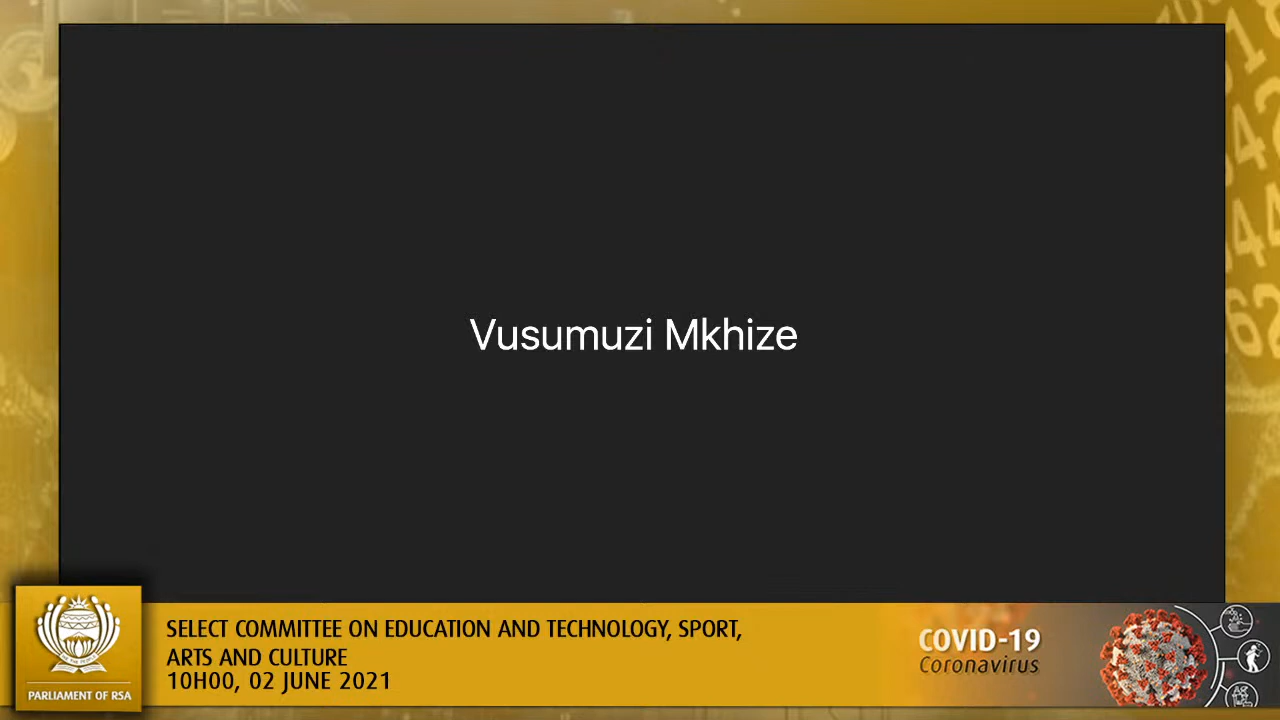 Vusumuzi Mkhize
SELECT COMMITTEE ON EDUCATION AND TECHNOLOGY, SPORT,
ARTS AND CULTURE
10H00, 02 JUNE 2021
PARLIAMENT OF RSA
COVID-19
Coronavirus